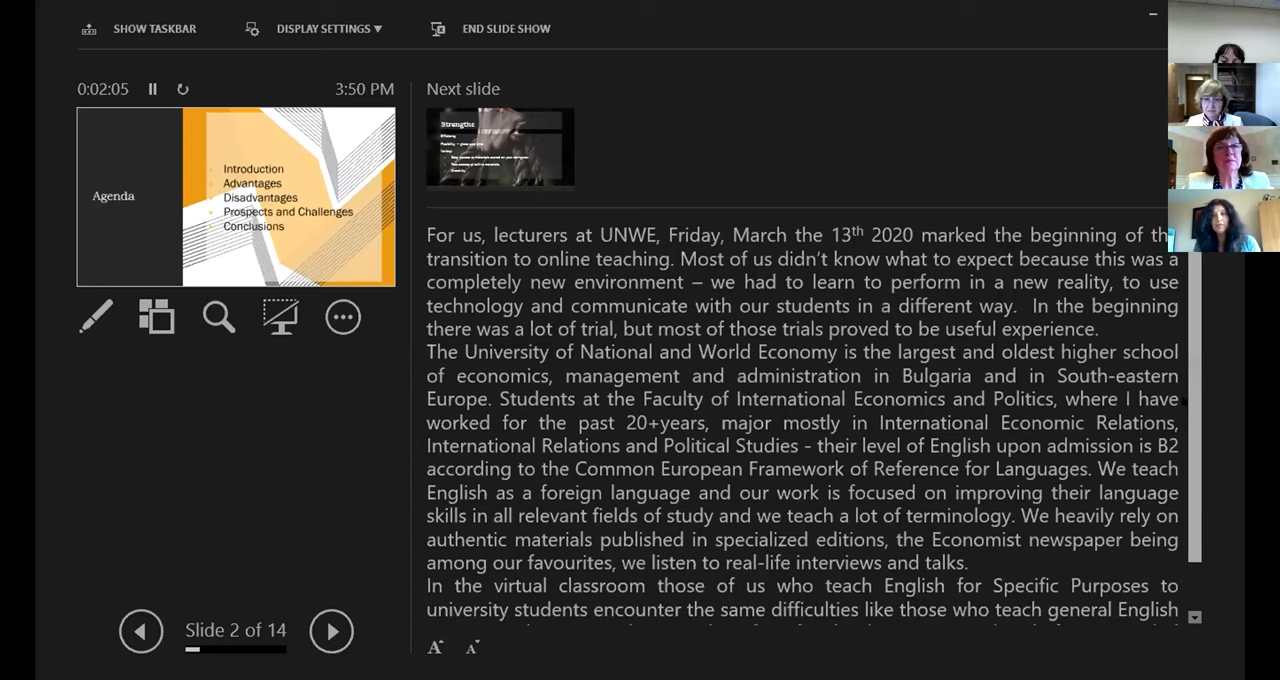 SHOW TASKBAR
DISPLAY SETTINGS ▼
END SLIDE SHOW
0:02:05
3:50 PM
Agenda
Introduction
Advantages
Disadvantages
Prospects and Challenges
Conclusions
Slide 2 of 14
Next slide
Strengths
For us, lecturers at UNWE, Friday, March the 13th 2020 marked the beginning of th
transition to online teaching. Most of us didn't know what to expect because this was a
completely new environment – we had to learn to perform in a new reality, to use
technology and communicate with our students in a different way. In the beginning
there was a lot of trial, but most of those trials proved to be useful experience.
The University of National and World Economy is the largest and oldest higher school
of economics, management and administration in Bulgaria and in South-eastern
Europe. Students at the Faculty of International Economics and Politics, where I have
worked for the past 20+years, major mostly in International Economic Relations,
International Relations and Political Studies - their level of English upon admission is B2
according to the Common European Framework of Reference for Languages. We teach
English as a foreign language and our work is focused on improving their language
skills in all relevant fields of study and we teach a lot of terminology. We heavily rely on
authentic materials published in specialized editions, the Economist newspaper being
among our favourites, we listen to real-life interviews and talks.
In the virtual classroom those of us who teach English for Specific Purposes to
university students encounter the same difficulties like those who teach general English
A A